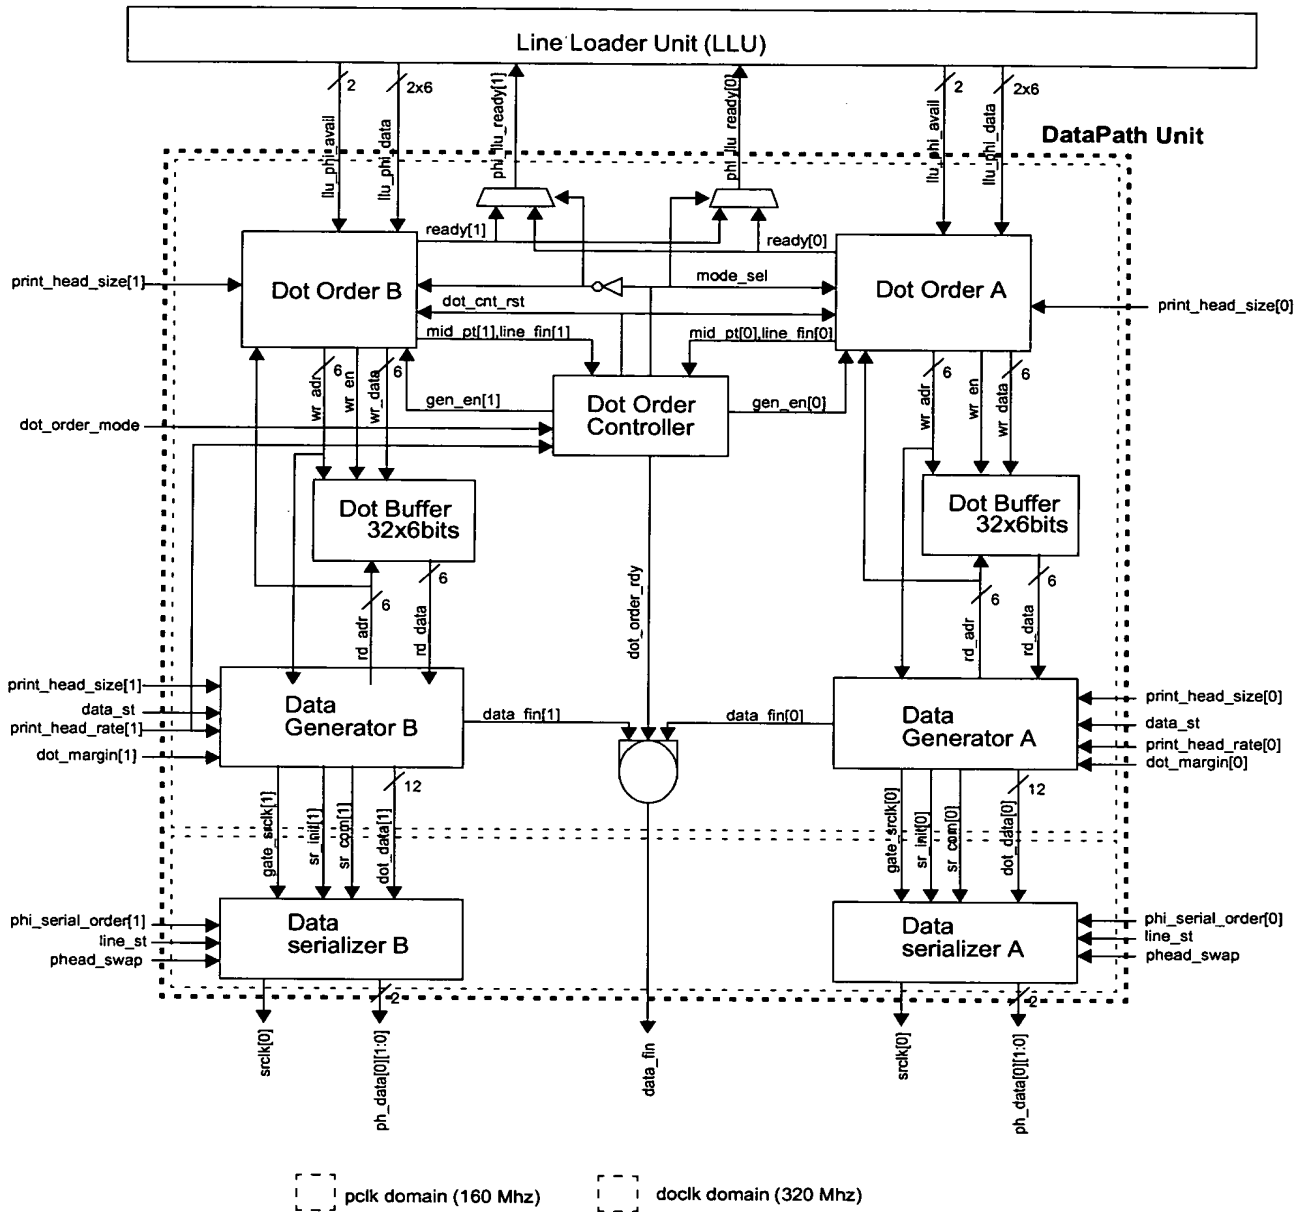 Line Loader Unit (LLU)
2
2x6
2
2x6
llu_phi_avail
llu_phi_data
phi_llu_ready[1]
phi_llu_ready[0]
llu_phi_avail
llu_phi_data
DataPath Unit
ready[1]
ready[0]
print_head_size[1]
Dot Order B
mode_sel
Dot Order A
print_head_size[0]
dot_cnt_rst
mid_pt[1],line_fin[1]
mid_pt[0],line_fin[0]
6
6
6
6
wr_adr
wr_en
wr_data
gen_en[1]
Dot Order
Controller
gen_en[0]
wr_adr
wr_en
wr_data
dot_order_mode
Dot Buffer
32x6bits
Dot Buffer
32x6bits
6
6
6
6
rd_adr
rd_data
dot_order_rdy
rd_adr
rd_data
print_head_size[1]
data_st
print_head_rate[1]
dot_margin[1]
Data
Generator B
data_fin[1]
data_fin[0]
Data
Generator A
print_head_size[0]
data_st
print_head_rate[0]
dot_margin[0]
12
12
gate_srclk[1]
sr_init[1]
sr_com[1]
dot_data[1]
gate_srclk[0]
sr_init[0]
sr_com[0]
dot_data[0]
phi_serial_order[1]
line_st
phead_swap
Data
serializer B
Data
serializer A
phi_serial_order[0]
line_st
phead_swap
2
2
srclk[0]
ph_data[0][1:0]
data_fin
srclk[0]
ph_data[0][1:0]
pclk domain (160 Mhz)
doclk domain (320 Mhz)